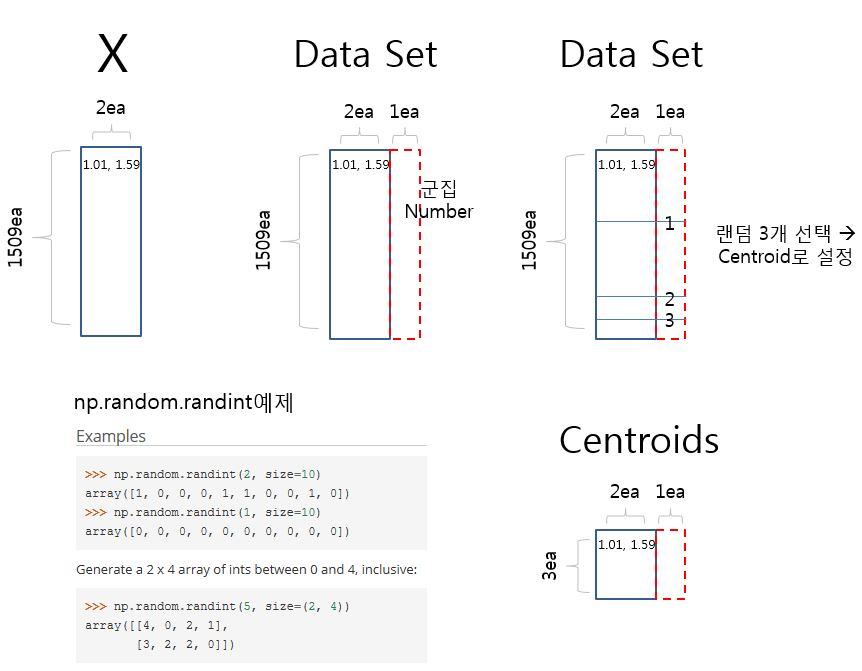 X
2ea
1.01, 1.59
1509ea
Data Set
2ea 1ea
1.01, 1.59
군집
Number
1509ea
Data Set
2ea 1ea
1.01, 1.59
1
2
3
1509ea
랜덤 3개 선택 →
Centroid로 설정
np.random.randint예제
Examples
>>> np.random.randint(2, size=10)
array([1, 0, 0, 0, 1, 1, 0, 0, 1, 0])
>>> np.random.randint(1, size=10)
array([0, 0, 0, 0, 0, 0, 0, 0, 0, 0])
Generate a 2 x 4 array of ints between 0 and 4, inclusive:
>>> np.random.randint(5, size=(2, 4))
array([[4, 0, 2, 1],
[3, 2, 2, 0]])
Centroids
2ea 1ea
1.01, 1.59
3ea